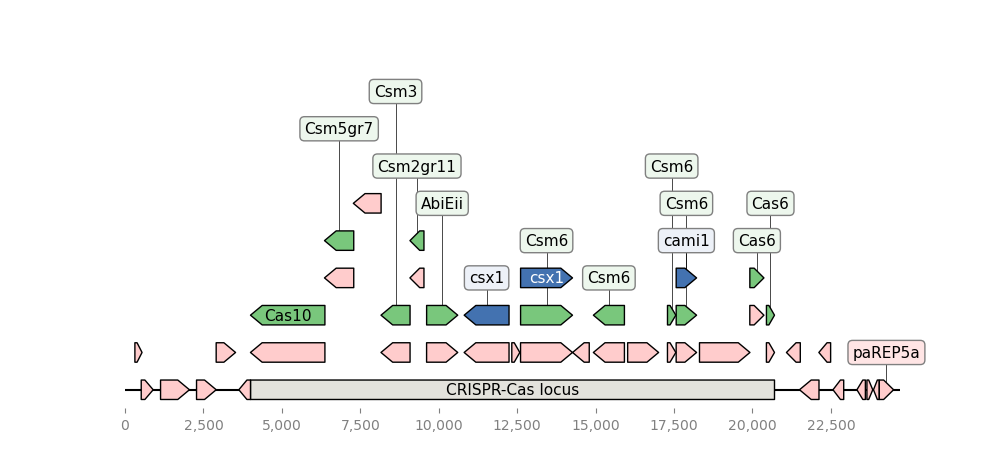 Csm3
Csm5gr7
Csm2gr11
Csm6
AbiEii
Csm6
Cas6
Csm6
cami1
Cas6
csx1
csx1
Csm6
Cas10
paREP5a
CRISPR-Cas locus
0
2,500
5,000
7,500
10,000
12,500
15,000
17,500
20,000
22,500